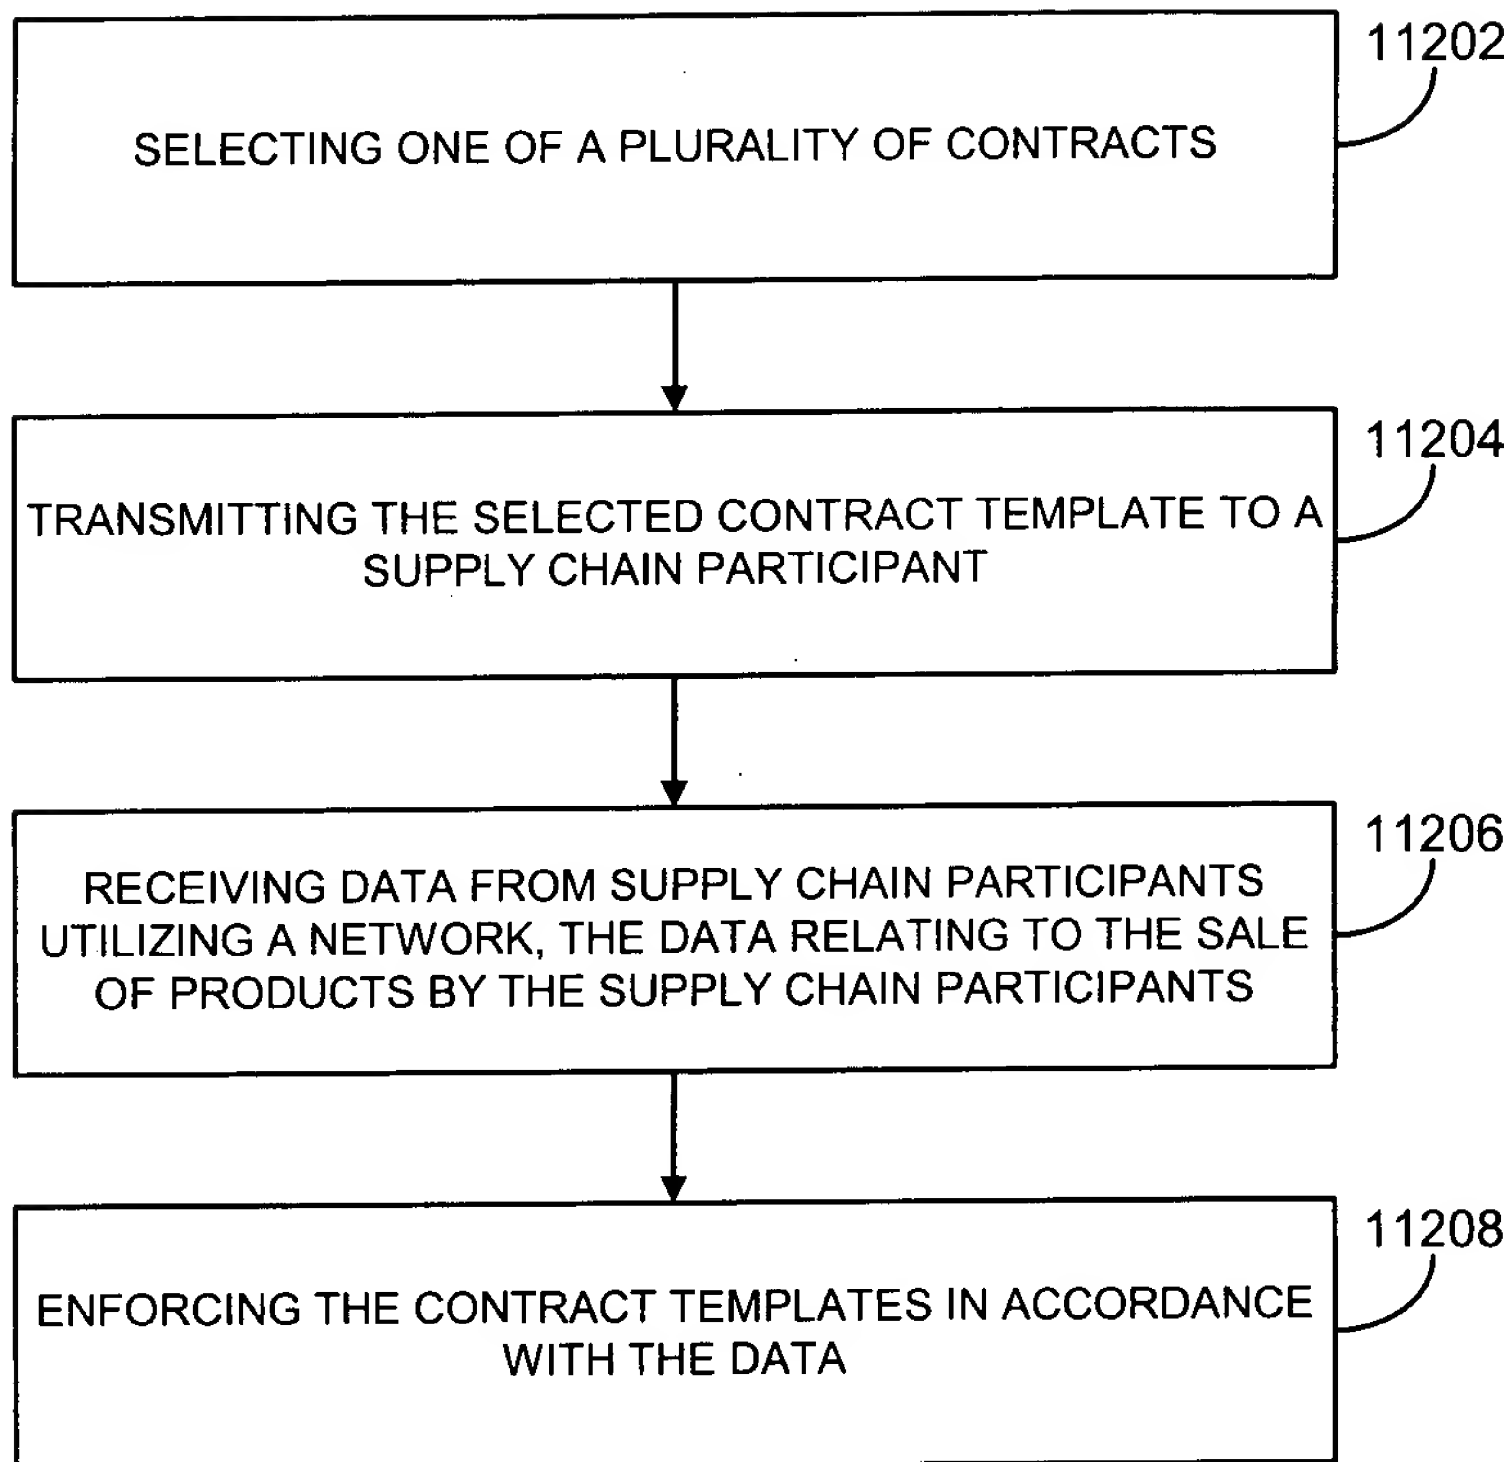 11202
SELECTING ONE OF A PLURALITY OF CONTRACTS
11204
TRANSMITTING THE SELECTED CONTRACT TEMPLATE TO A
SUPPLY CHAIN PARTICIPANT
11206
RECEIVING DATA FROM SUPPLY CHAIN PARTICIPANTS
UTILIZING A NETWORK, THE DATA RELATING TO THE SALE
OF PRODUCTS BY THE SUPPLY CHAIN PARTICIPANTS
11208
ENFORCING THE CONTRACT TEMPLATES IN ACCORDANCE
WITH THE DATA